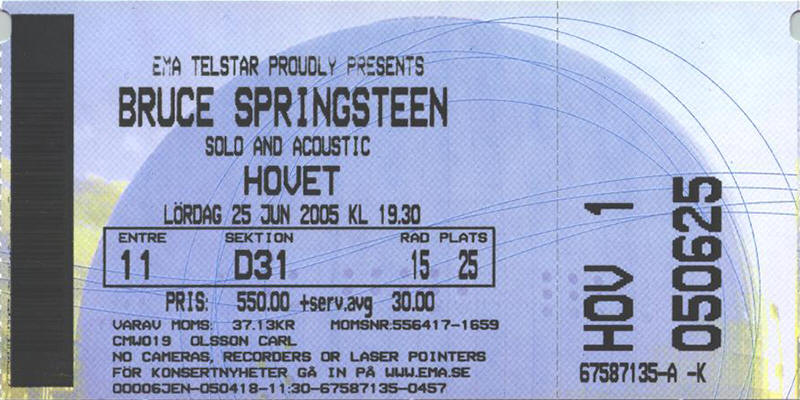 EMA TELSTAR PROUDLY PRESENTS
BRUCE SPRINGSTEEN
SOLO AND ACOUSTIC
HOVET
LÖRDAG 25 JUN 2005 KL 19.30
ENTRE SEKTION RAD PLATS
11 D31 15 25
PRIS: 550.00 +serv.avg 30.00
VARAV MOMS: 37.13KR MOMSNR:556417-1659
CMW019 OLSSON CARL
NO CAMERAS, RECORDERS OR LASER POINTERS
FÖR KONSERTNYHETER GÅ IN PÅ WWW.EMA.SE
00006JEN-050418-11:30-67587135-0457
HOV 1
050625
67587135-A -K